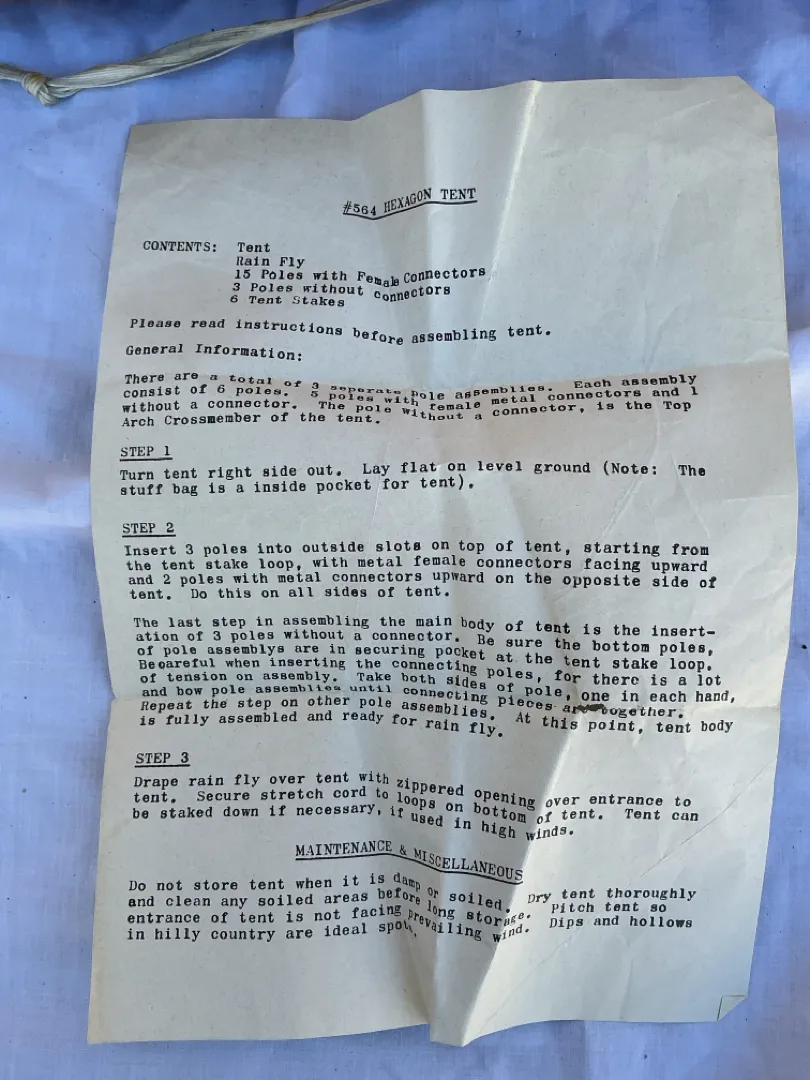 #564 HEXAGON TENT
CONTENTS: Tent
Rain Fly
15 Poles with Female Connectors
3 Poles without connectors
6 Tent Stakes
Please read instructions before assembling tent.
General Information:
There are a total of 3 seperate pole assemblies. Each assembly
consist of 6 poles. 5 poles with female metal connectors and 1
without a connector. The pole without a connector, is the Top
Arch Crossmember of the tent.
STEP 1
Turn tent right side out. Lay flat on level ground (Note: The
stuff bag is a inside pocket for tent).
STEP 2
Insert 3 poles into outside slots on top of tent, starting from
the tent stake loop, with metal female connectors facing upward
and 2 poles with metal connectors upward on the opposite side of
tent. Do this on all sides of tent.
The last step in assembling the main body of tent is the insert-
ation of 3 poles without a connector. Be sure the bottom poles,
of pole assemblys are in securing pocket at the tent stake loop.
Beoareful when inserting the connecting poles, for there is a lot
of tension on assembly. Take both sides of pole, one in each hand,
and bow pole assemblies until connecting pieces are together.
Repeat the step on other pole assemblies. At this point, tent body
is fully assembled and ready for rain fly.
STEP 3
Drape rain fly over tent with zippered opening over entrance to
tent. Secure stretch cord to loops on bottom of tent. Tent can
be staked down if necessary, if used in high winds.
MAINTENANCE & MISCELLANEOUS
Do not store tent when it is damp or soiled. Dry tent thoroughly
and clean any soiled areas before long storage. Pitch tent so
entrance of tent is not facing prevailing wind. Dips and hollows
in hilly country are ideal spots.